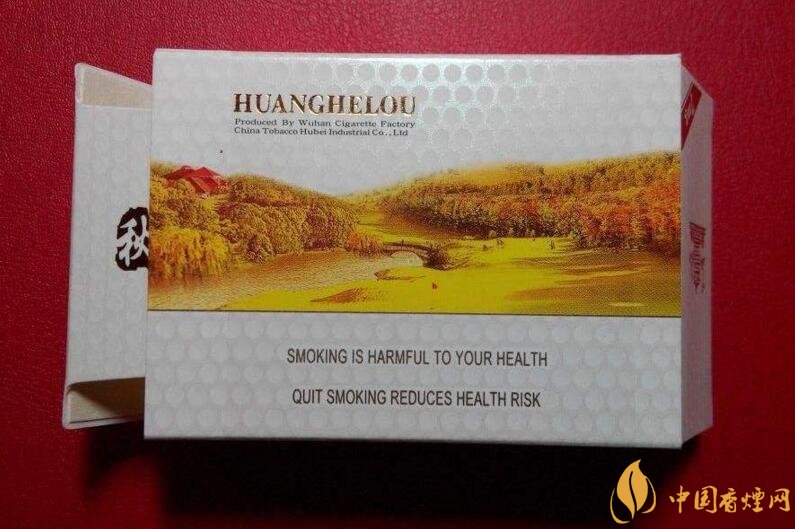 HUANGHELOU
Produced By Wuhan Cigarette Factory
China Tobacco Hubei Industrial Co., Ltd
秋
SMOKING IS HARMFUL TO YOUR HEALTH
QUIT SMOKING REDUCES HEALTH RISK
中国香煙网